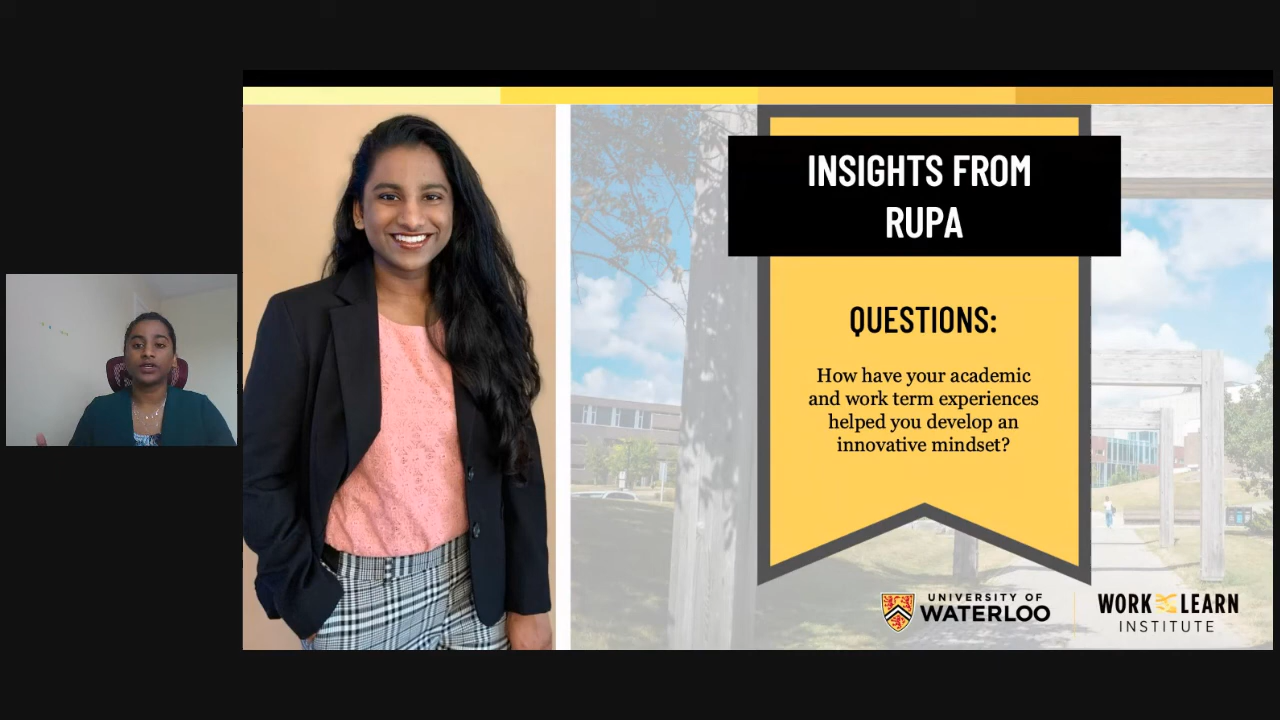 INSIGHTS FROM
RUPA
QUESTIONS:
How have your academic
and work term experiences
helped you develop an
innovative mindset?
UNIVERSITY OF
WATERLOO
WORK LEARN
INSTITUTE